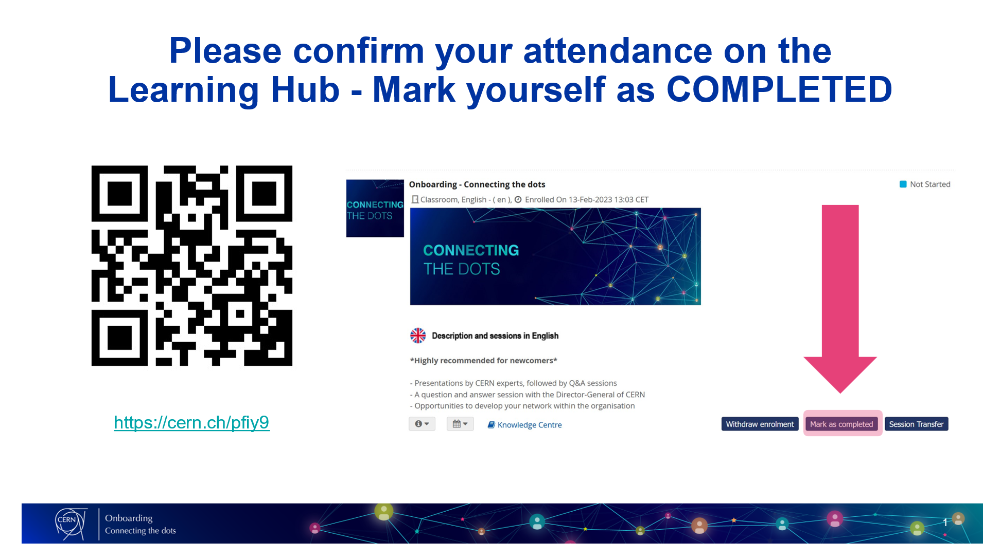 Please confirm your attendance on the
Learning Hub - Mark yourself as COMPLETED
https://cern.ch/pfiy9
CONNECTING
THE DOTS
Onboarding - Connecting the dots
Not Started
Classroom, English - ( en ), Enrolled On 13-Feb-2023 13:03 CET
CONNECTING
THE DOTS
Description and sessions in English
*Highly recommended for newcomers*
- Presentations by CERN experts, followed by Q&A sessions
- A question and answer session with the Director-General of CERN
- Opportunities to develop your network within the organisation
Knowledge Centre
Withdraw enrolment
Mark as completed
Session Transfer
CERN
Onboarding
Connecting the dots
1